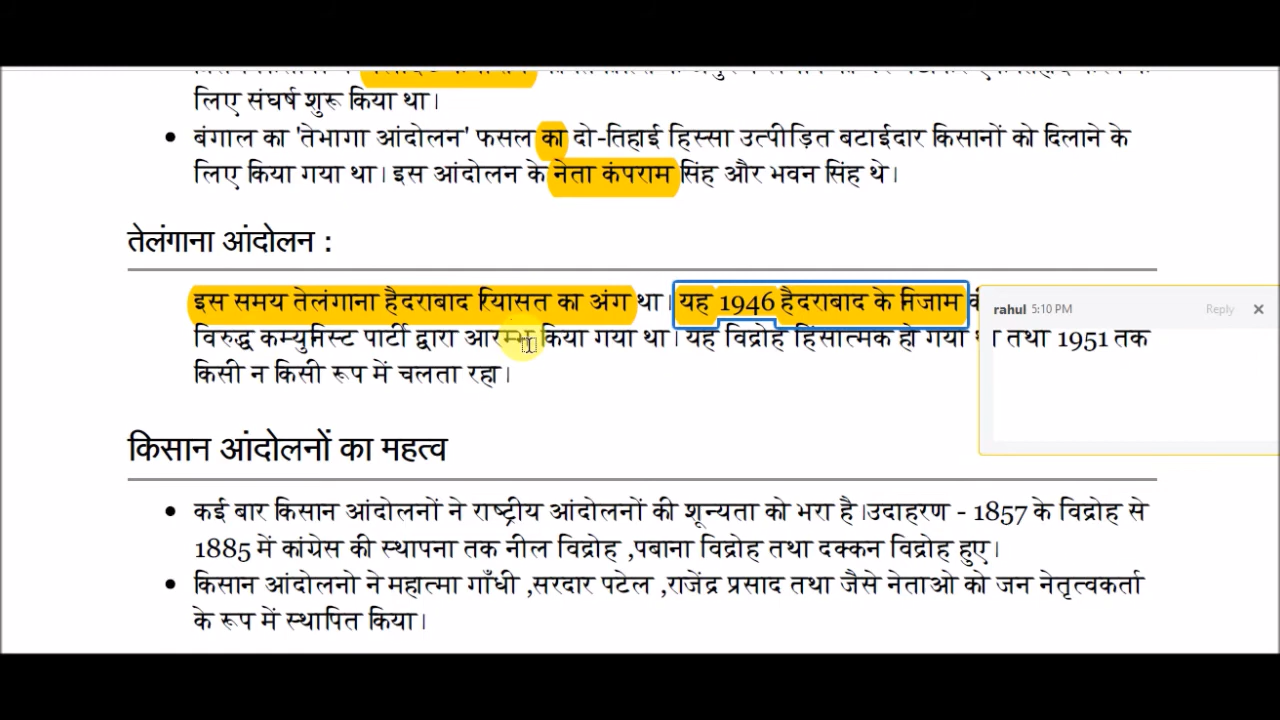 लिए संघर्ष शुरू किया था।
• बंगाल का 'तेभागा आंदोलन' फसल का दो-तिहाई हिस्सा उत्पीड़ित बटाईदार किसानों को दिलाने के
लिए किया गया था। इस आंदोलन के नेता कंपराम सिंह और भवन सिंह थे।
तेलंगाना आंदोलन :
इस समय तेलंगाना हैदराबाद रियासत का अंग था। यह 1946 हैदराबाद के निजाम
rahul 5:10 PM Reply ✕
विरुद्ध कम्युनिस्ट पार्टी द्वारा आरम्भ किया गया था। यह विद्रोह हिंसात्मक हो गया था तथा 1951 तक
किसी न किसी रूप में चलता रहा।
किसान आंदोलनों का महत्व
• कई बार किसान आंदोलनों ने राष्ट्रीय आंदोलनों की शून्यता को भरा है।उदाहरण - 1857 के विद्रोह से
1885 में कांग्रेस की स्थापना तक नील विद्रोह ,पबाना विद्रोह तथा दक्कन विद्रोह हुए।
• किसान आंदोलनो ने महात्मा गाँधी ,सरदार पटेल ,राजेंद्र प्रसाद तथा जैसे नेताओ को जन नेतृत्वकर्ता
के रूप में स्थापित किया।